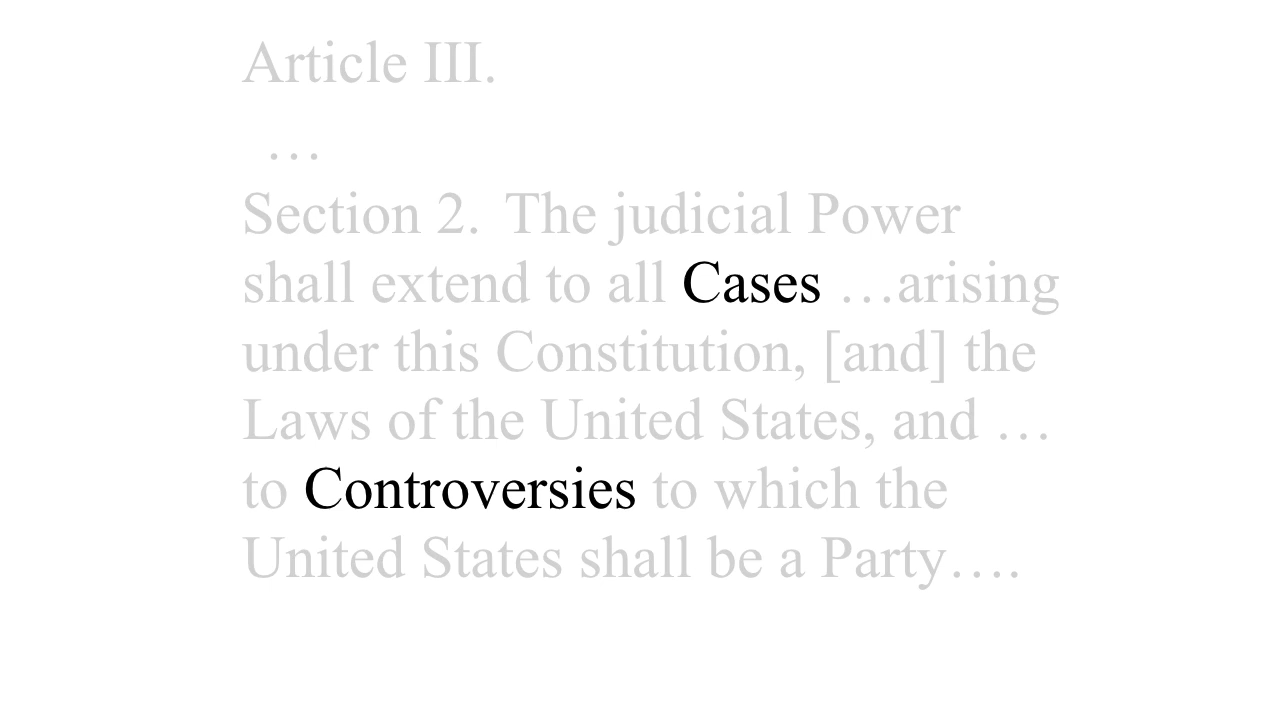 Article III.
…
Section 2. The judicial Power
shall extend to all Cases …arising
under this Constitution, [and] the
Laws of the United States, and …
to Controversies to which the
United States shall be a Party….